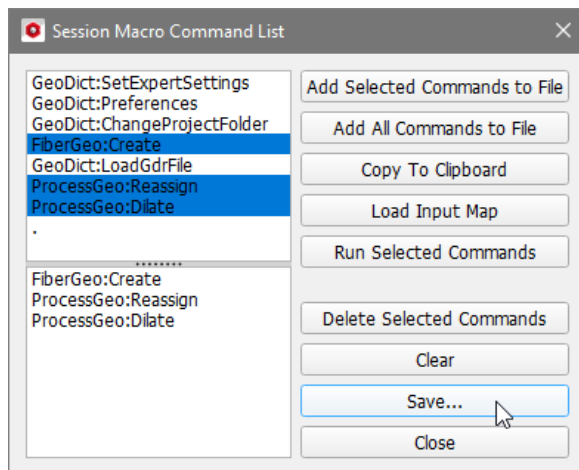 Session Macro Command List
GeoDict:SetExpertSettings
GeoDict:Preferences
GeoDict:ChangeProjectFolder
FiberGeo:Create
GeoDict:LoadGdrFile
ProcessGeo:Reassign
ProcessGeo:Dilate
.
FiberGeo:Create
ProcessGeo:Reassign
ProcessGeo:Dilate
Add Selected Commands to File
Add All Commands to File
Copy To Clipboard
Load Input Map
Run Selected Commands
Delete Selected Commands
Clear
Save...
Close